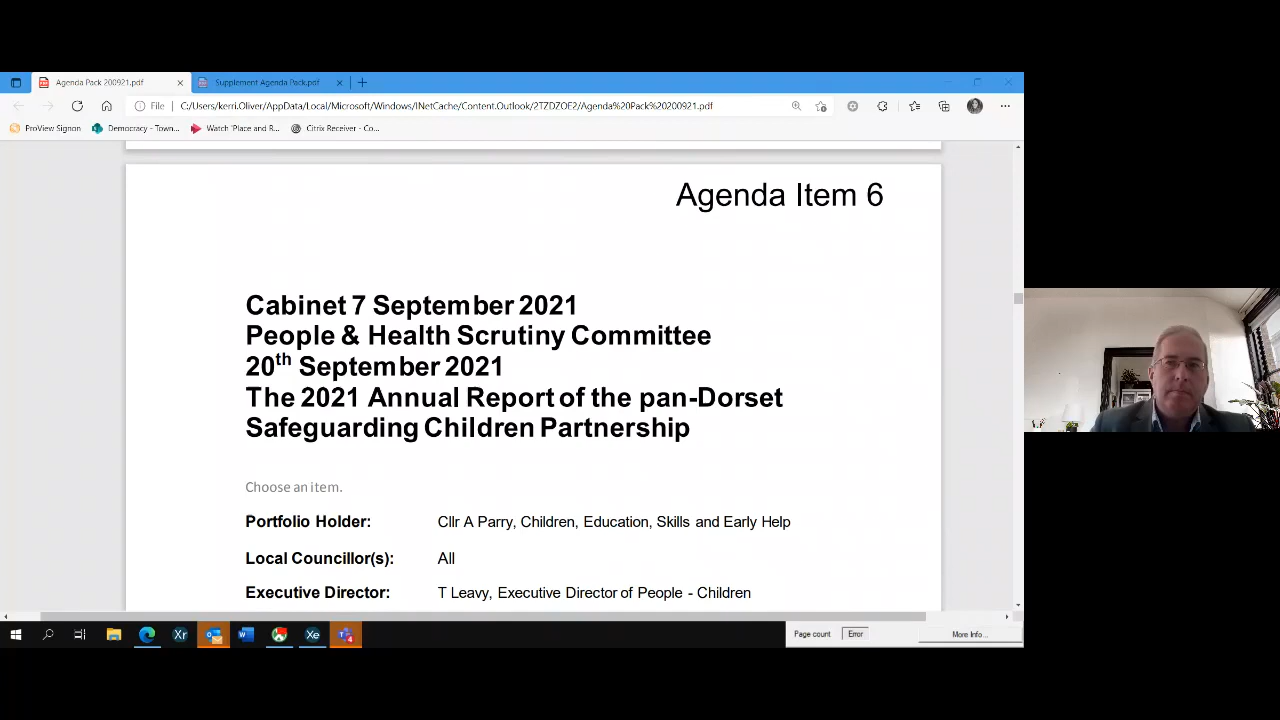 Agenda Pack 200921.pdf
Supplement Agenda Pack.pdf
File
C:/Users/kerri.Oliver/AppData/Local/Microsoft/Windows/INetCache/Content.Outlook/2TZDZOE2/Agenda%20Pack%20200921.pdf
ProView Signon
Democracy - Town...
Watch 'Place and R...
Citrix Receiver - Co...
Agenda Item 6
Cabinet 7 September 2021
People & Health Scrutiny Committee
20th September 2021
The 2021 Annual Report of the pan-Dorset
Safeguarding Children Partnership
Choose an item.
Portfolio Holder: Cllr A Parry, Children, Education, Skills and Early Help
Local Councillor(s): All
Executive Director: T Leavy, Executive Director of People - Children
Xr
Xe
Page count
Error
More Info...